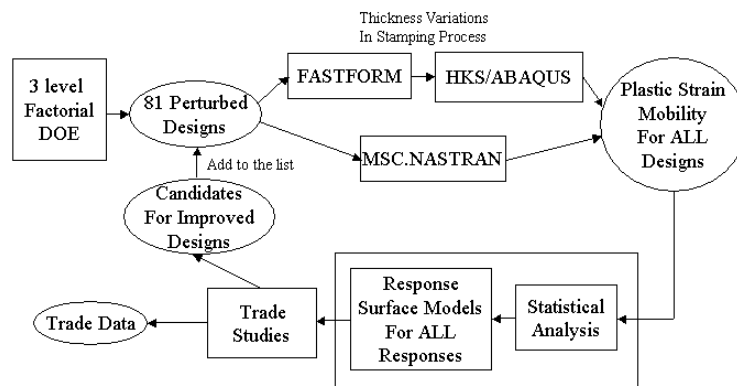 Thickness Variations
In Stamping Process
3 level
Factorial
DOE
81 Perturbed
Designs
FASTFORM
HKS/ABAQUS
MSC.NASTRAN
Plastic Strain
Mobility
For ALL
Designs
Add to the list
Candidates
For Improved
Designs
Trade Data
Trade
Studies
Response
Surface Models
For ALL
Responses
Statistical
Analysis